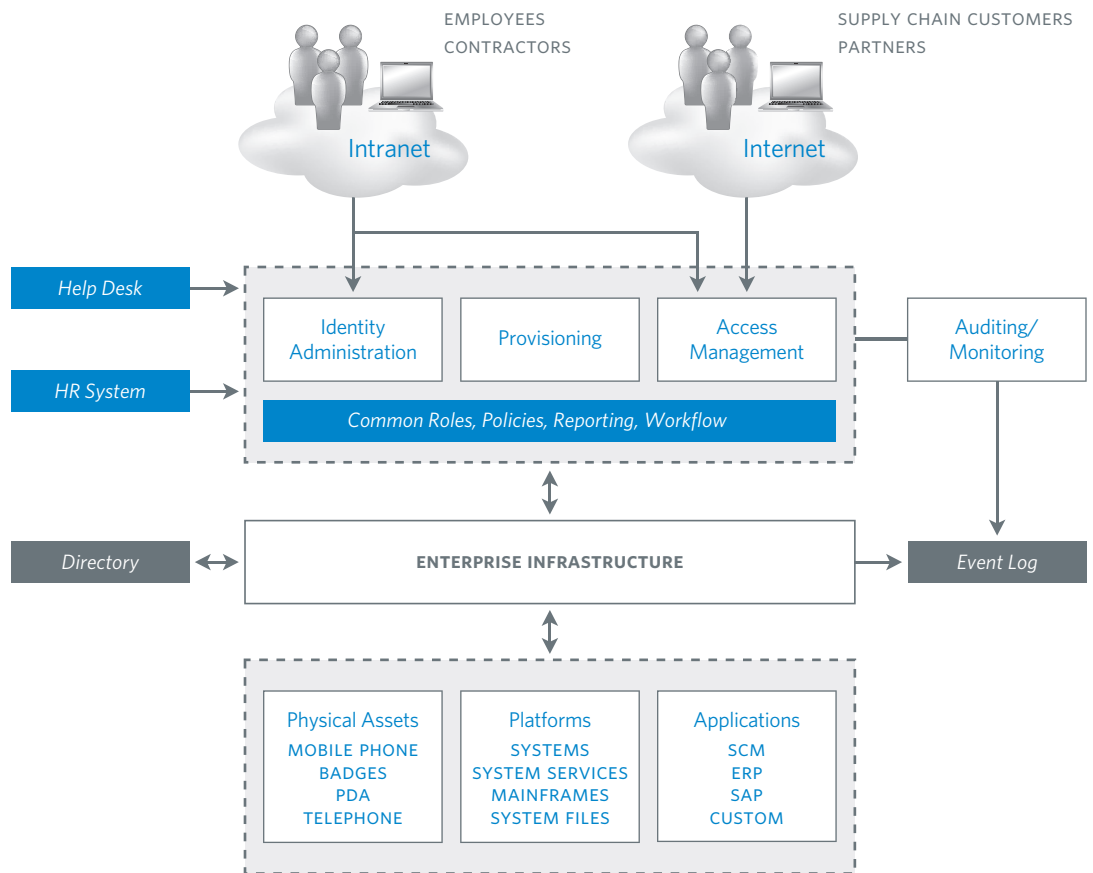 EMPLOYEES
CONTRACTORS
SUPPLY CHAIN CUSTOMERS
PARTNERS
Intranet
Internet
Help Desk
HR System
Identity
Administration
Provisioning
Access
Management
Auditing/
Monitoring
Common Roles, Policies, Reporting, Workflow
Directory
ENTERPRISE INFRASTRUCTURE
Event Log
Physical Assets
MOBILE PHONE
BADGES
PDA
TELEPHONE
Platforms
SYSTEMS
SYSTEM SERVICES
MAINFRAMES
SYSTEM FILES
Applications
SCM
ERP
SAP
CUSTOM